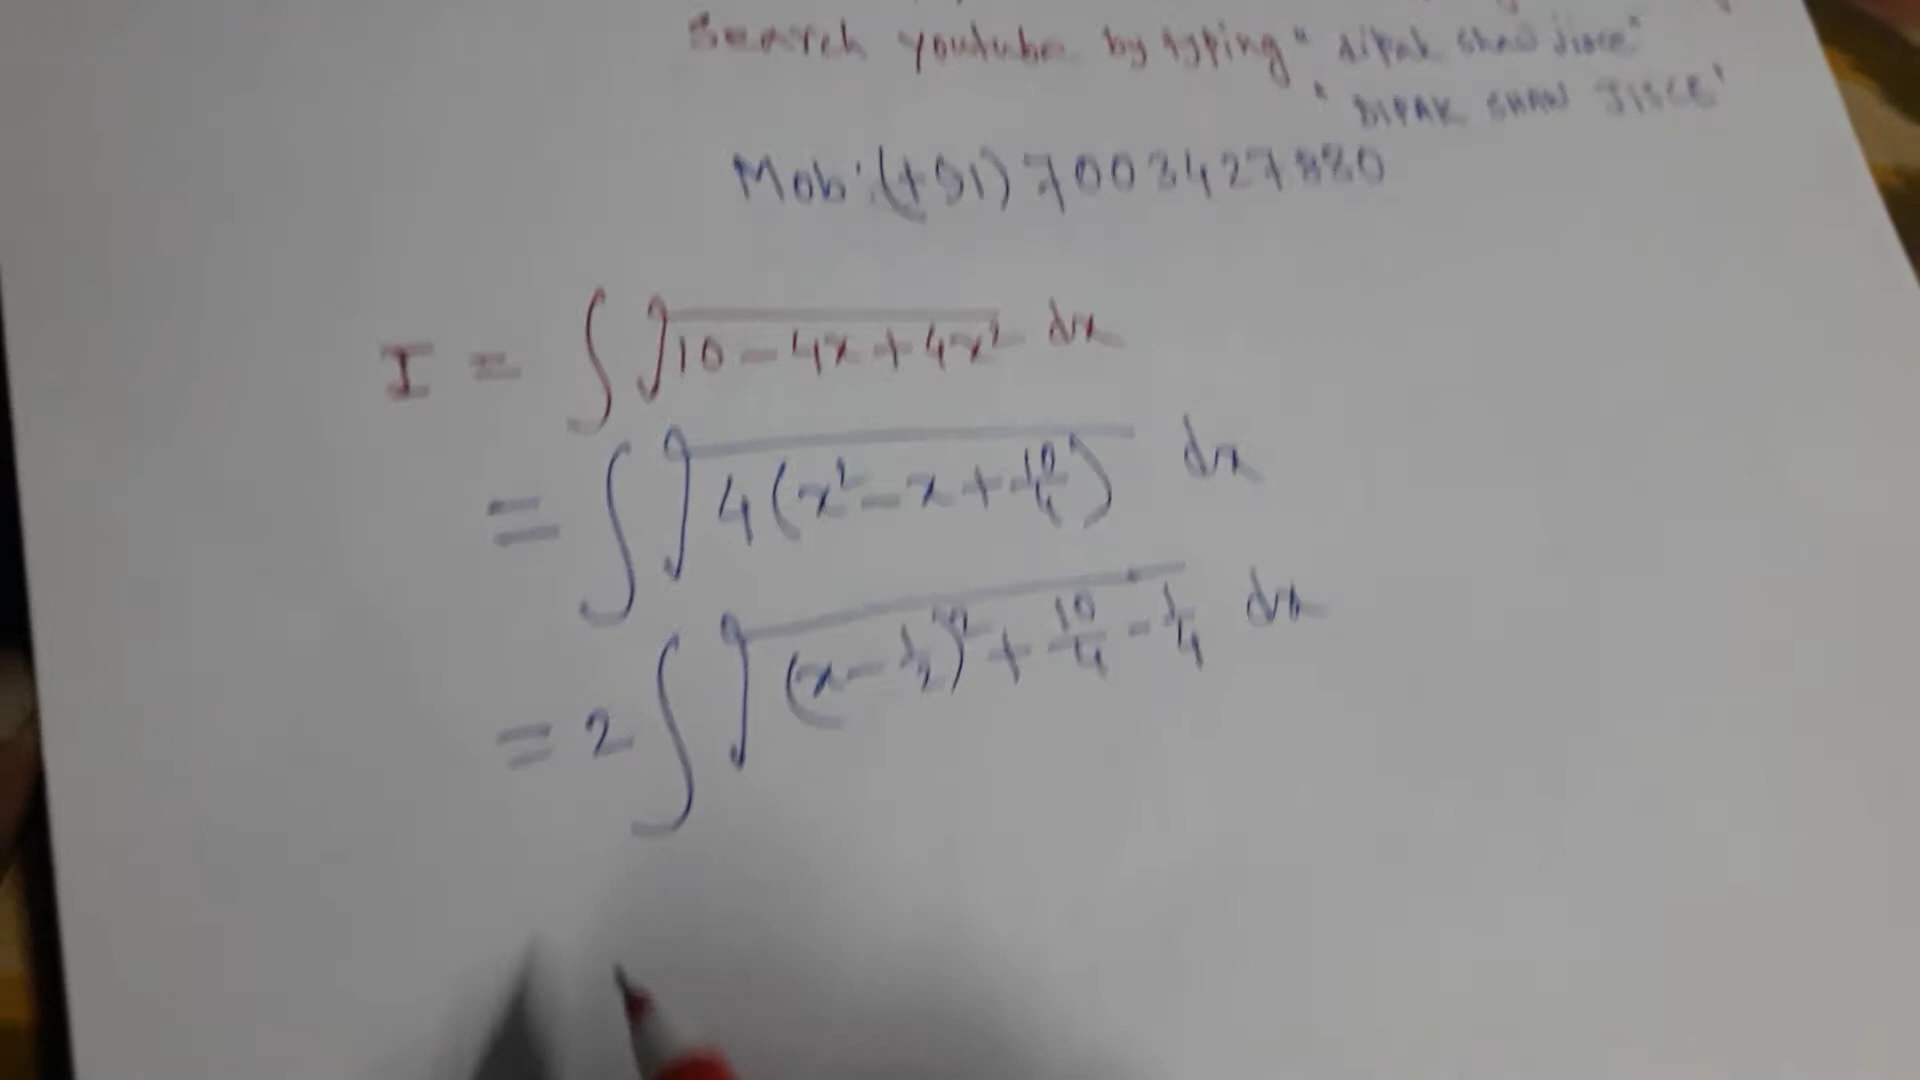 Search youtube by typing "dipak shaw jisce"
"DIPAK SHAW JISCE"
Mob:(+91) 7003427880
I = ∫ √(10 - 4x + 4x²) dx
= ∫ √(4(x² - x + 10/4)) dx
= 2 ∫ √((x - 1/2)² + 10/4 - 1/4) dx